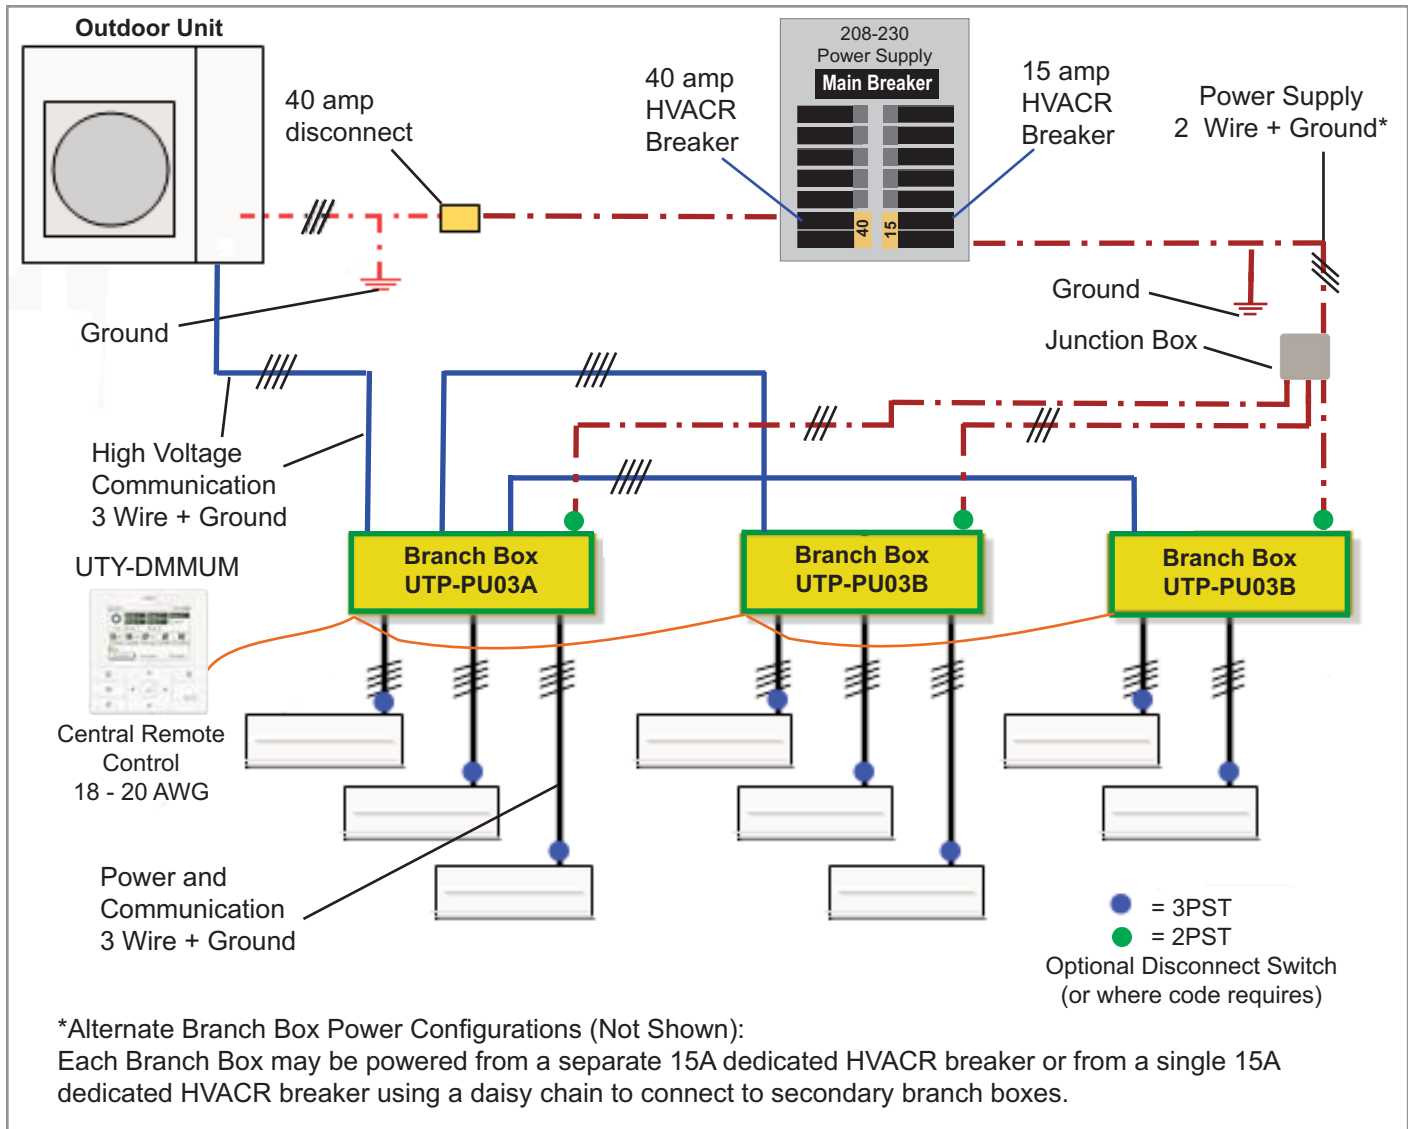 Outdoor Unit
40 amp
disconnect
40 amp
HVACR
Breaker
208-230
Power Supply
Main Breaker
40
15
15 amp
HVACR
Breaker
Power Supply
2 Wire + Ground*
Ground
Ground
Junction Box
High Voltage
Communication
3 Wire + Ground
UTY-DMMUM
Branch Box
UTP-PU03A
Branch Box
UTP-PU03B
Branch Box
UTP-PU03B
Central Remote
Control
18 - 20 AWG
Power and
Communication
3 Wire + Ground
= 3PST
= 2PST
Optional Disconnect Switch
(or where code requires)
*Alternate Branch Box Power Configurations (Not Shown):
Each Branch Box may be powered from a separate 15A dedicated HVACR breaker or from a single 15A
dedicated HVACR breaker using a daisy chain to connect to secondary branch boxes.